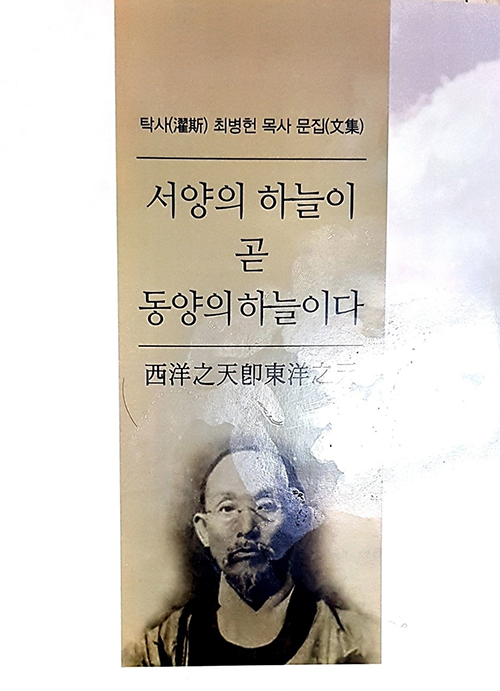 탁사(濯斯) 최병헌 목사 문집(文集)
서양의 하늘이
곧
동양의 하늘이다
西洋之天卽東洋之天